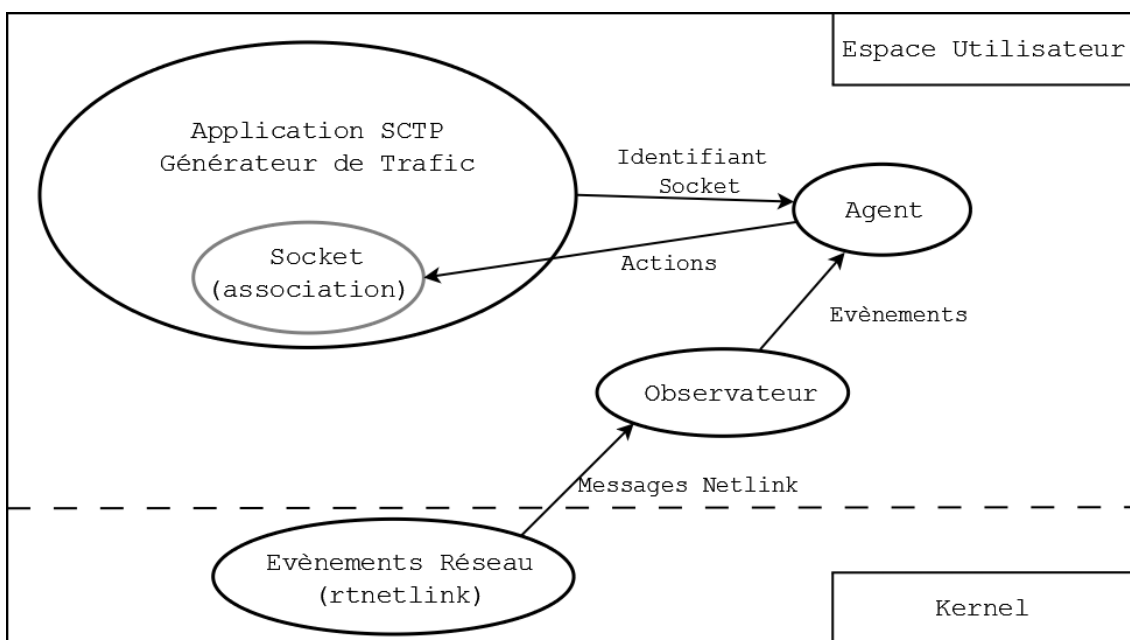 Espace Utilisateur
Application SCTP
Générateur de Trafic
Identifiant
Socket
Agent
Socket
(association)
Actions
Evènements
Observateur
Messages Netlink
Evènements Réseau
(rtnetlink)
Kernel